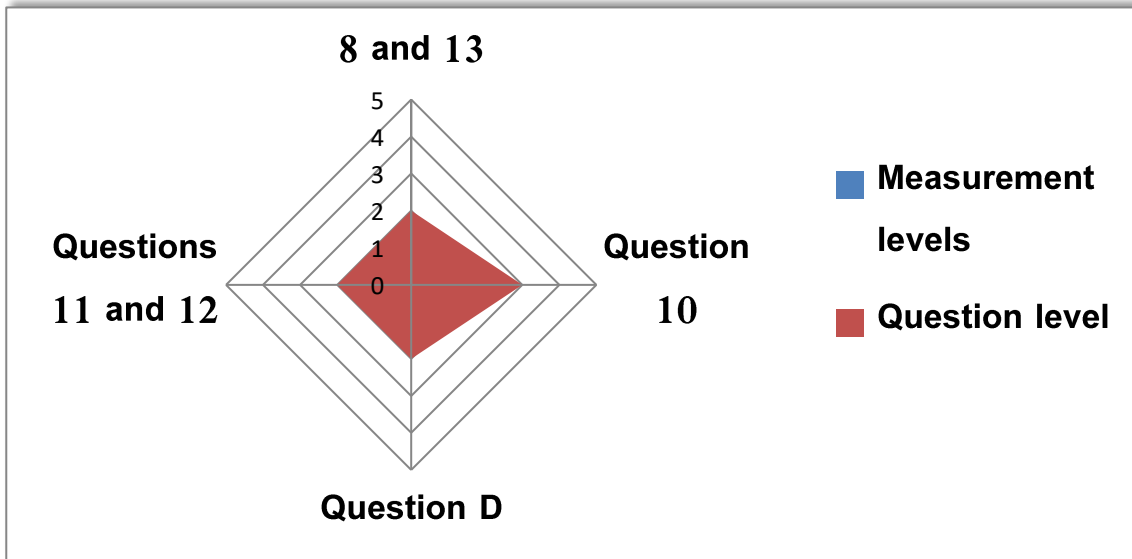 8 and 13
5
4
3
2
1
0
Questions
11 and 12
Question
10
Question D
Measurement
levels
Question level